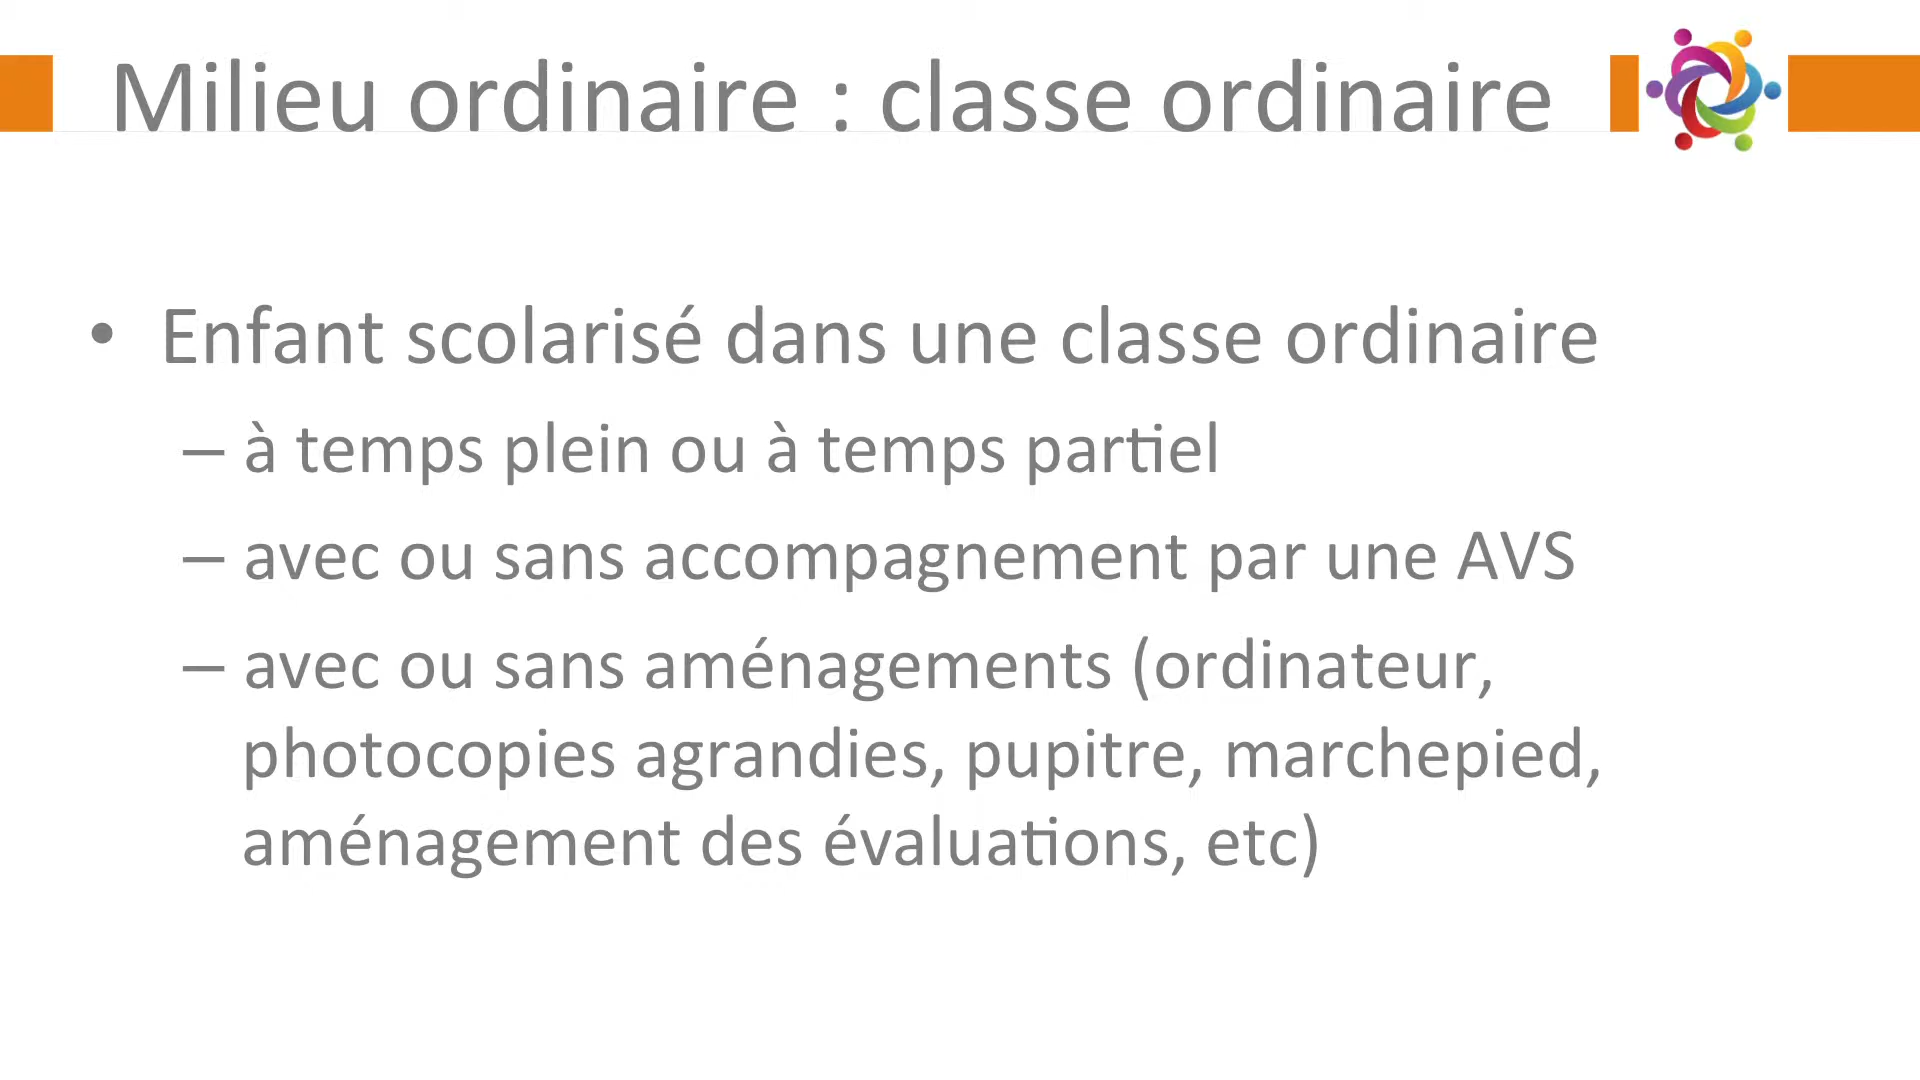 Milieu ordinaire : classe ordinaire
• Enfant scolarisé dans une classe ordinaire
– à temps plein ou à temps partiel
– avec ou sans accompagnement par une AVS
– avec ou sans aménagements (ordinateur,
photocopies agrandies, pupitre, marchepied,
aménagement des évaluations, etc)